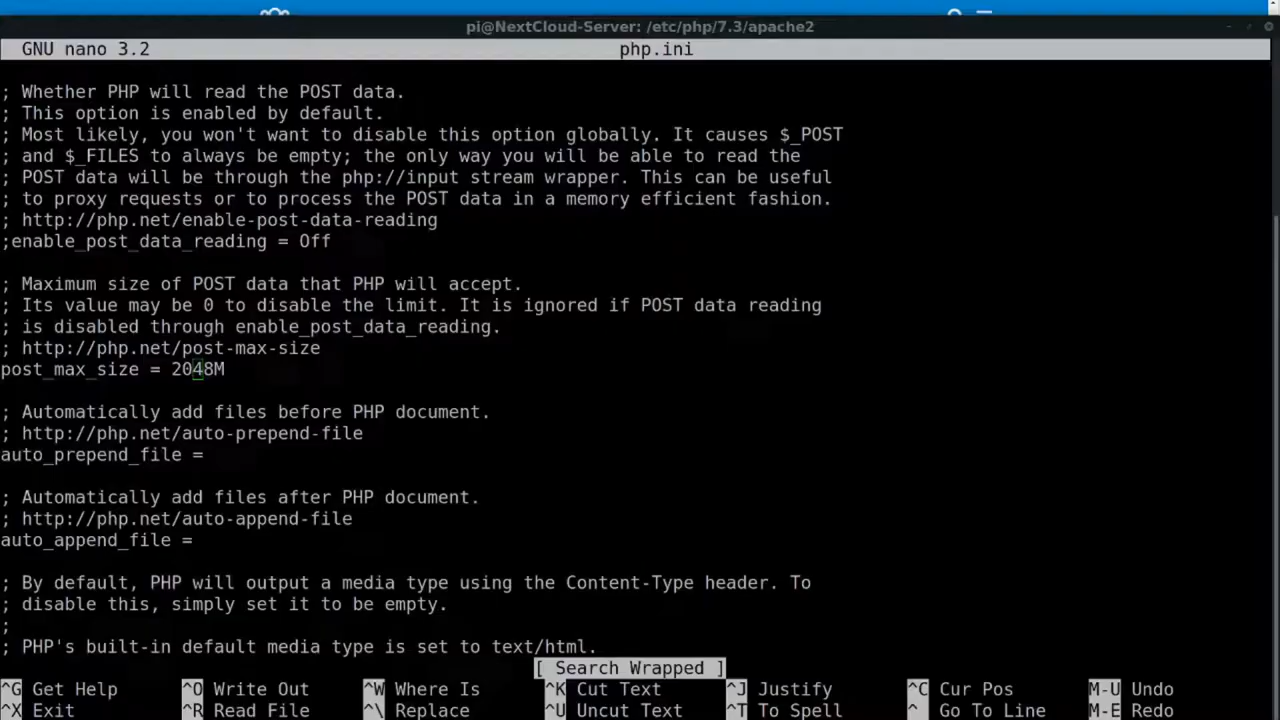 pi@NextCloud-Server: /etc/php/7.3/apache2
GNU nano 3.2 php.ini
; Whether PHP will read the POST data.
; This option is enabled by default.
; Most likely, you won't want to disable this option globally. It causes $_POST
; and $_FILES to always be empty; the only way you will be able to read the
; POST data will be through the php://input stream wrapper. This can be useful
; to proxy requests or to process the POST data in a memory efficient fashion.
; http://php.net/enable-post-data-reading
;enable_post_data_reading = Off
; Maximum size of POST data that PHP will accept.
; Its value may be 0 to disable the limit. It is ignored if POST data reading
; is disabled through enable_post_data_reading.
; http://php.net/post-max-size
post_max_size = 2048M
; Automatically add files before PHP document.
; http://php.net/auto-prepend-file
auto_prepend_file =
; Automatically add files after PHP document.
; http://php.net/auto-append-file
auto_append_file =
; By default, PHP will output a media type using the Content-Type header. To
; disable this, simply set it to be empty.
;
; PHP's built-in default media type is set to text/html.
[ Search Wrapped ]
^G Get Help ^O Write Out ^W Where Is ^K Cut Text ^J Justify ^C Cur Pos M-U Undo
^X Exit ^R Read File ^\ Replace ^U Uncut Text ^T To Spell ^ Go To Line M-E Redo